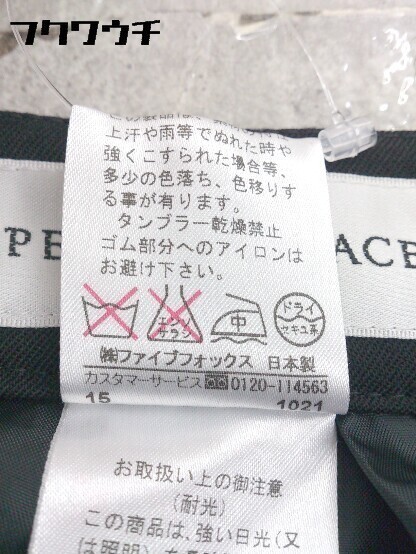 フクワウチ
上汗や雨等でぬれた時や
強くこすられた場合等、
多少の色落ち、色移りす
る事が有ります。
タンブラー乾燥禁止
ゴム部分へのアイロンは
お避け下さい。
PE
ACE
エンソ
サラシ
中
ドライ
セキユ系
㈱ファイブフォックス 日本製
カスタマーサービス 0120-114563
15 1021
お取扱い上の御注意
(耐光)
この商品は、強い日光(又